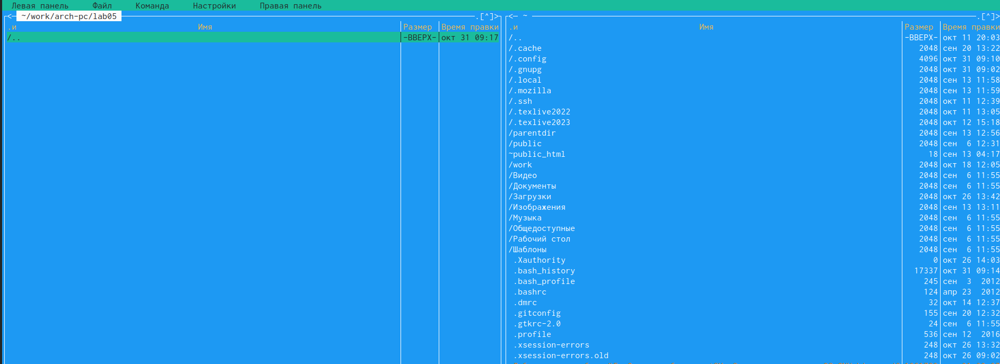 Левая панель Файл Команда Настройки Правая панель
<— ~/work/arch-pc/lab05 .[^]>
.и Имя Размер Время правки
/.. -ВВЕРХ- окт 31 09:17
<— ~ .[^]>
.и Имя Размер Время правки
/.. -ВВЕРХ- окт 11 20:03
/.cache 2048 сен 20 13:22
/.config 4096 окт 31 09:10
/.gnupg 2048 окт 31 09:02
/.local 2048 сен 13 11:58
/.mozilla 2048 сен 13 11:59
/.ssh 2048 окт 11 12:39
/.texlive2022 2048 окт 11 13:05
/.texlive2023 2048 окт 12 15:18
/parentdir 2048 сен 13 12:56
/public 2048 сен 6 12:31
~public_html 18 сен 13 04:17
/work 2048 окт 18 12:05
/Видео 2048 сен 6 11:55
/Документы 2048 сен 6 11:55
/Загрузки 2048 окт 26 13:42
/Изображения 2048 сен 13 13:11
/Музыка 2048 сен 6 11:55
/Общедоступные 2048 сен 6 11:55
/Рабочий стол 2048 сен 6 11:55
/Шаблоны 2048 сен 6 11:55
.Xauthority 0 окт 26 14:03
.bash_history 17337 окт 31 09:14
.bash_profile 245 сен 3 2012
.bashrc 124 апр 23 2012
.dmrc 32 окт 14 12:37
.gitconfig 155 сен 20 12:32
.gtkrc-2.0 24 сен 6 11:55
.profile 536 сен 12 2016
.xsession-errors 248 окт 26 13:32
.xsession-errors.old 248 окт 26 09:02